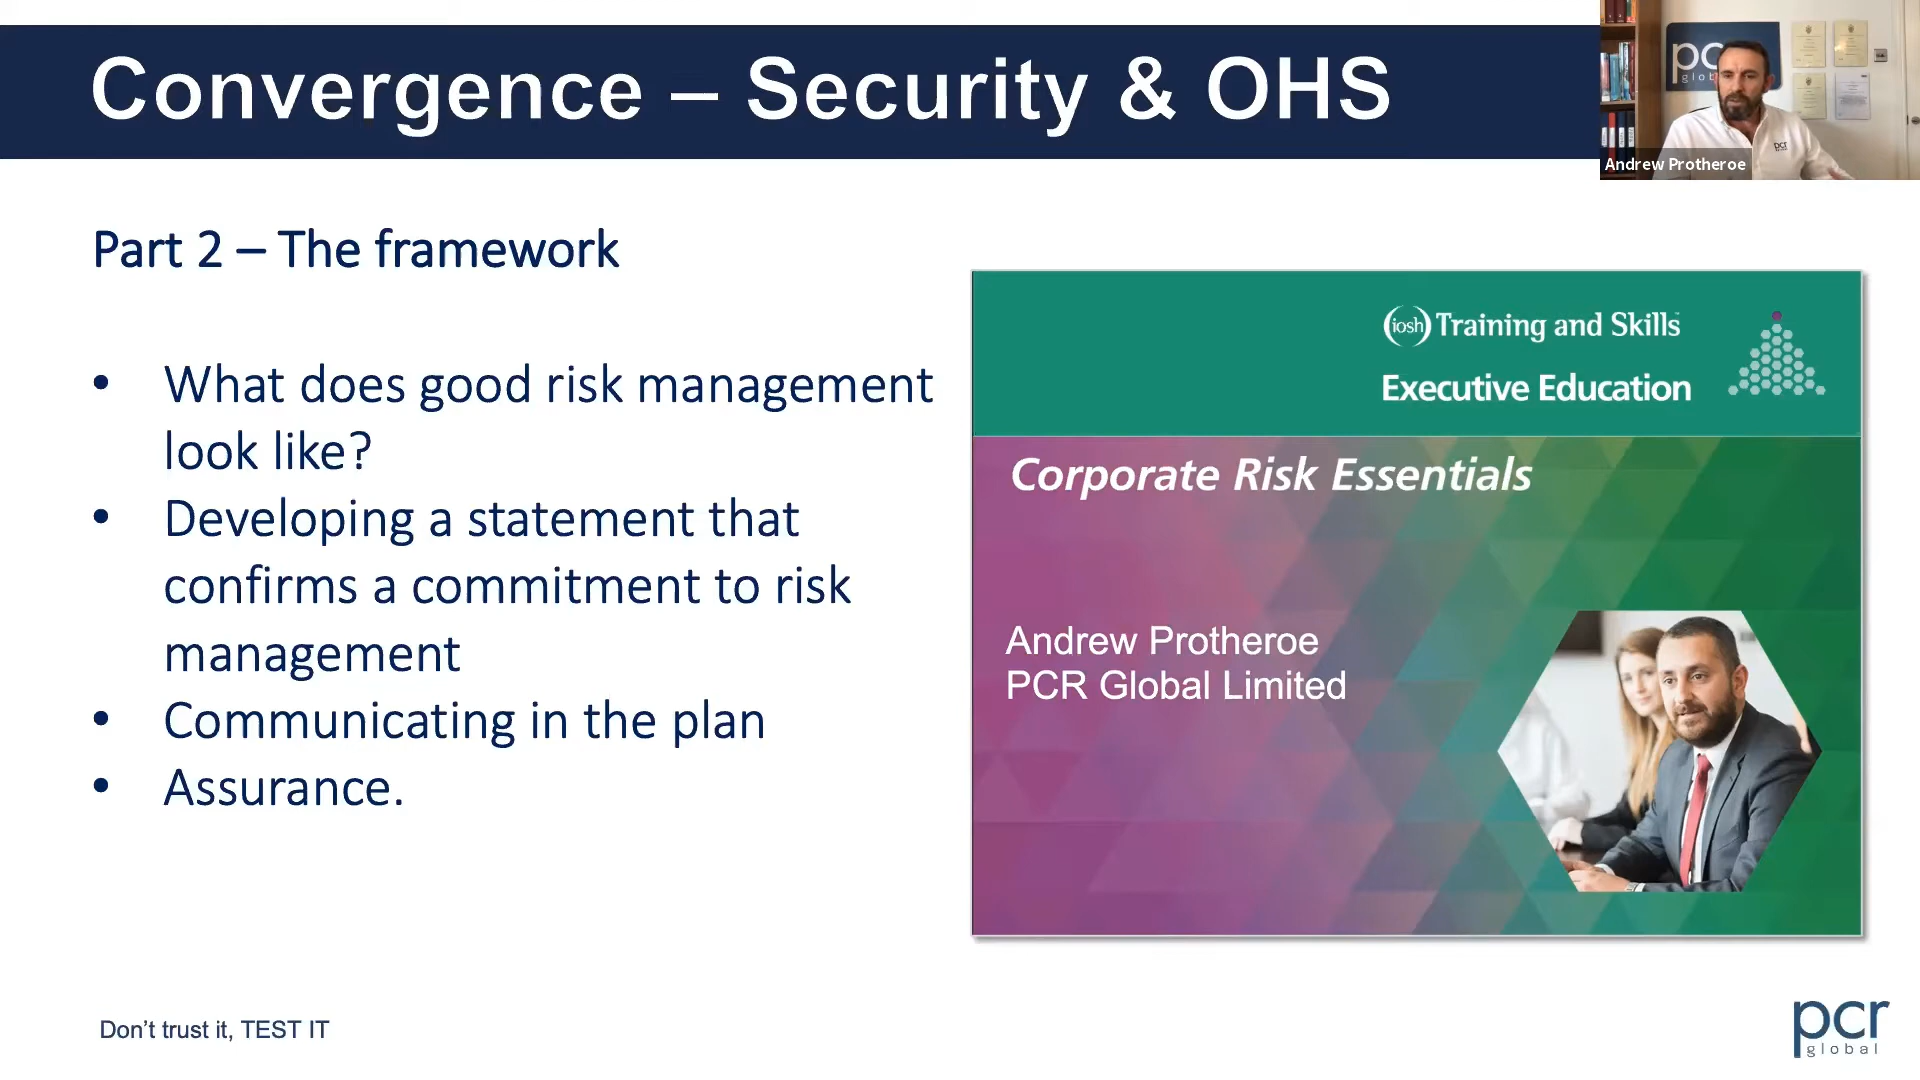 Convergence – Security & OHS
pcr
Andrew Protheroe
Part 2 – The framework
• What does good risk management
look like?
• Developing a statement that
confirms a commitment to risk
management
• Communicating in the plan
• Assurance.
iosh Training and Skills
Executive Education
Corporate Risk Essentials
Andrew Protheroe
PCR Global Limited
Don’t trust it, TEST IT
pcr
global